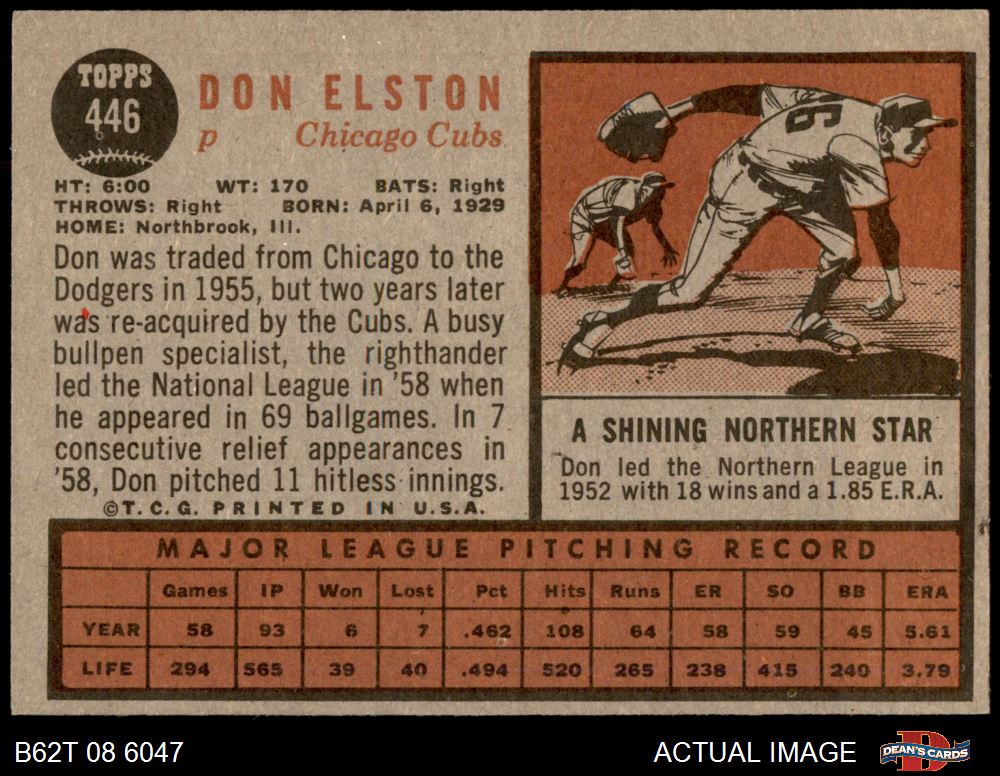 TOPPS
446
DON ELSTON
p Chicago Cubs
HT: 6:00 WT: 170 BATS: Right
THROWS: Right BORN: April 6, 1929
HOME: Northbrook, Ill.
Don was traded from Chicago to the
Dodgers in 1955, but two years later
was re-acquired by the Cubs. A busy
bullpen specialist, the righthander
led the National League in '58 when
he appeared in 69 ballgames. In 7
consecutive relief appearances in
'58, Don pitched 11 hitless innings.
©T. C. G. PRINTED IN U.S.A.
16
A SHINING NORTHERN STAR
Don led the Northern League in
1952 with 18 wins and a 1.85 E.R.A.
MAJOR LEAGUE PITCHING RECORD
Games IP Won Lost Pct Hits Runs ER SO BB ERA
YEAR 58 93 6 7 .462 108 64 58 59 45 5.61
LIFE 294 565 39 40 .494 520 265 238 415 240 3.79
B62T 08 6047
ACTUAL IMAGE
DEAN'S CARDS